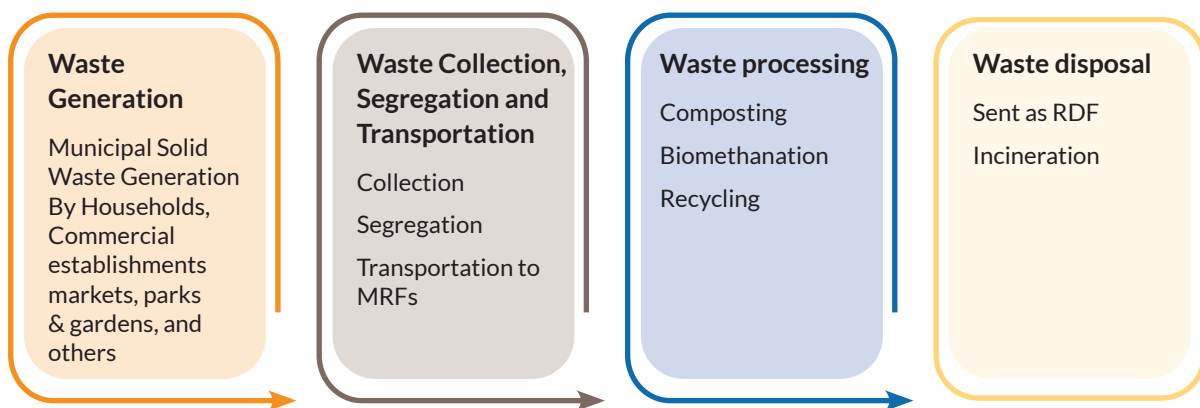 Waste
Generation
Municipal Solid
Waste Generation
By Households,
Commercial
establishments
markets, parks
& gardens, and
others
Waste Collection,
Segregation and
Transportation
Collection
Segregation
Transportation to
MRFs
Waste processing
Composting
Biomethanation
Recycling
Waste disposal
Sent as RDF
Incineration